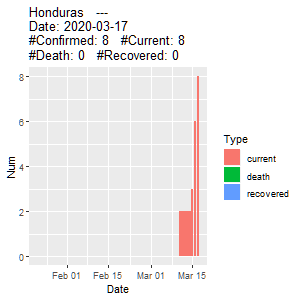 Honduras   ---
Date: 2020-03-17
#Confirmed: 8   #Current: 8
#Death: 0   #Recovered: 0
8
6
4
2
0
Num
Feb 01
Feb 15
Mar 01
Mar 15
Date
Type
current
death
recovered